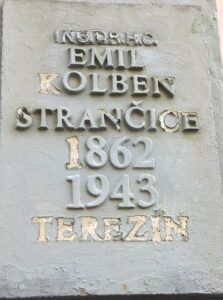 ING.DR.H.C.
EMIL
KOLBEN
STRANČICE
1862
1943
TEREZÍN